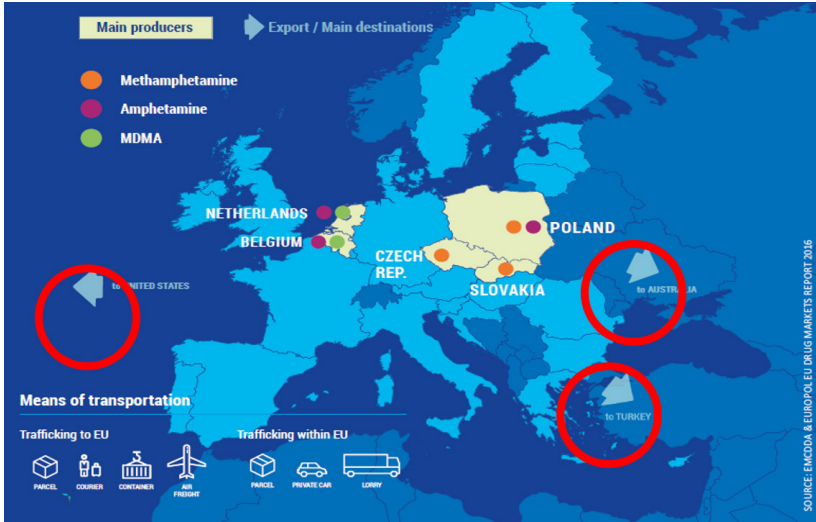 Main producers
Export / Main destinations
Methamphetamine
Amphetamine
MDMA
NETHERLANDS
BELGIUM
POLAND
CZECH
REP.
SLOVAKIA
to UNITED STATES
to AUSTRALIA
to TURKEY
Means of transportation
Trafficking to EU
Trafficking within EU
PARCEL
COURIER
CONTAINER
AIR
FREIGHT
PARCEL
PRIVATE CAR
LORRY
SOURCE: EMCDDA & EUROPOL EU DRUG MARKETS REPORT 2016